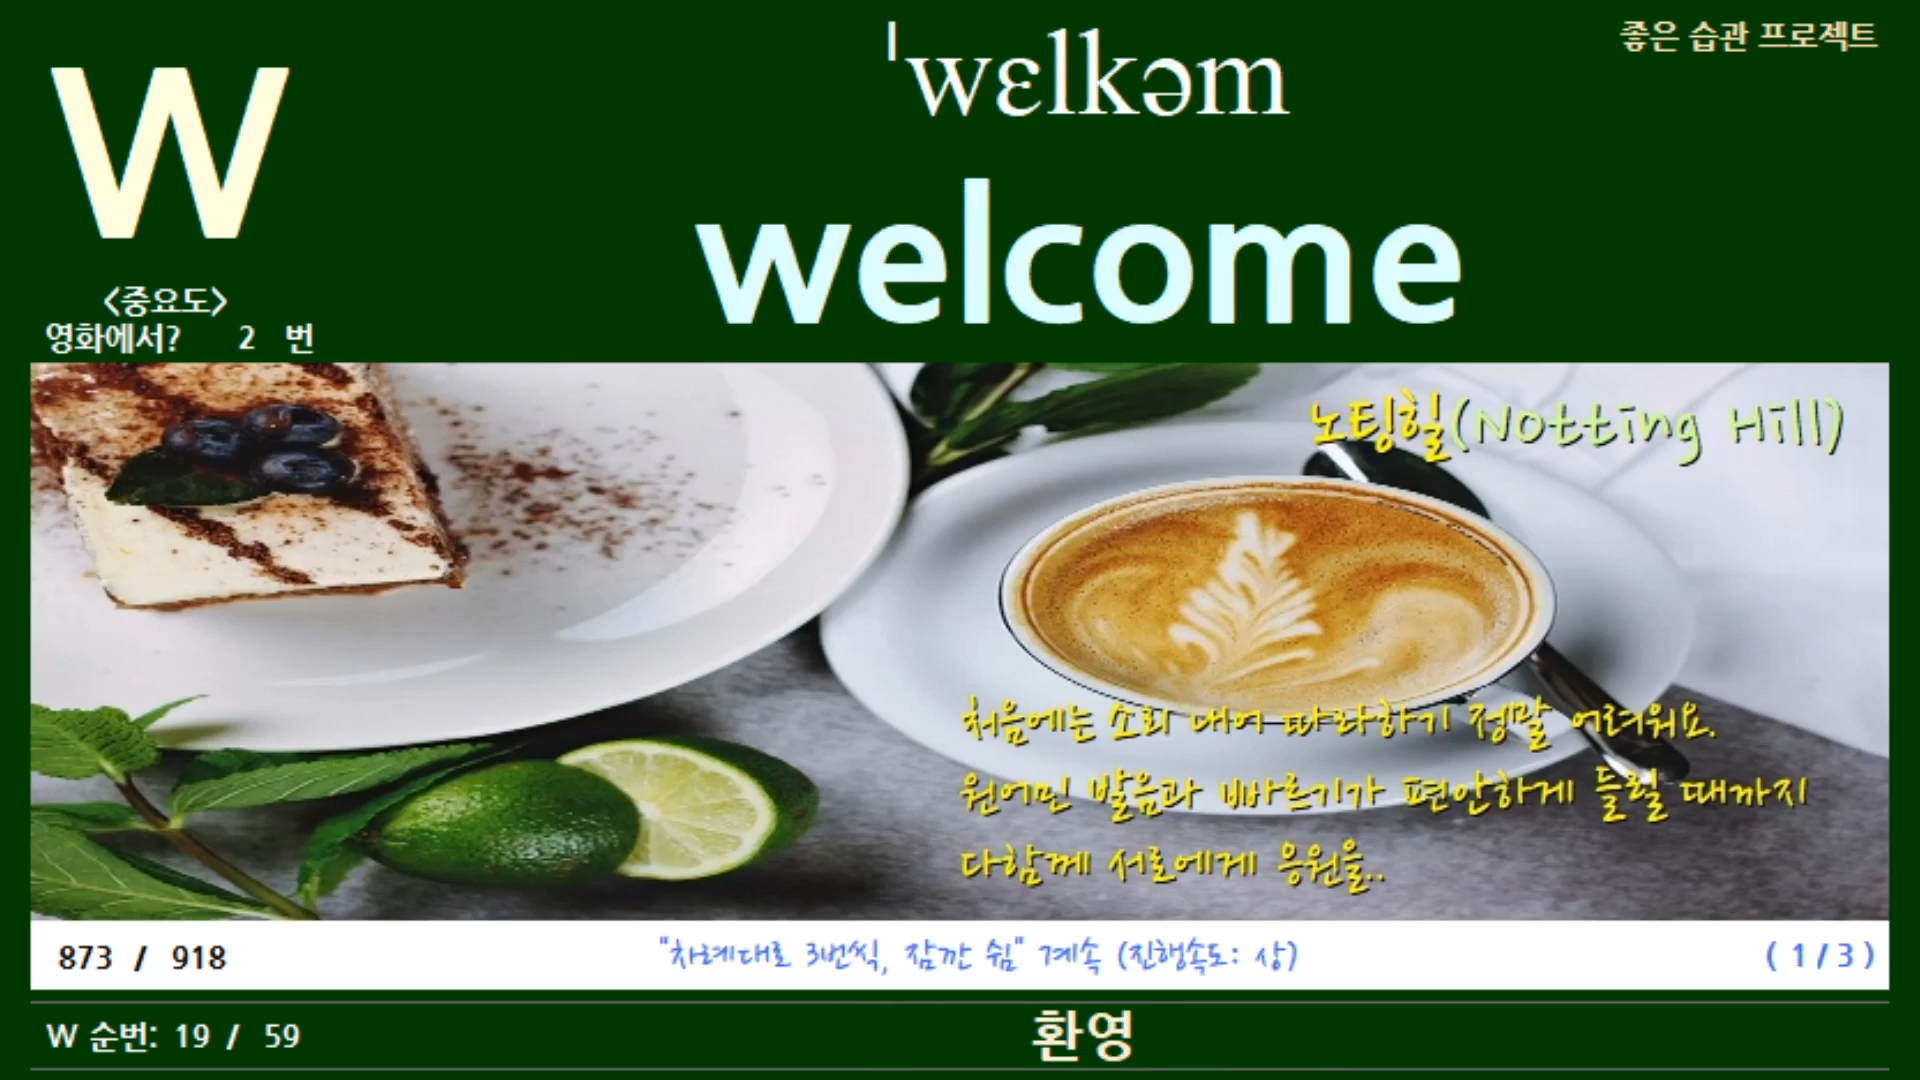 좋은 습관 프로젝트
W
ˈwɛlkəm
welcome
<중요도>
영화에서? 2 번
노팅힐(Notting Hill)
처음에는 소리 내어 따라하기 정말 어려워요.
원어민 발음과 빠르기가 편안하게 들릴 때까지
다함께 서로에게 응원을..
873 / 918
"차례대로 3번씩, 잠깐 쉼" 계속 (진행속도: 상)
( 1 / 3 )
W 순번: 19 / 59
환영